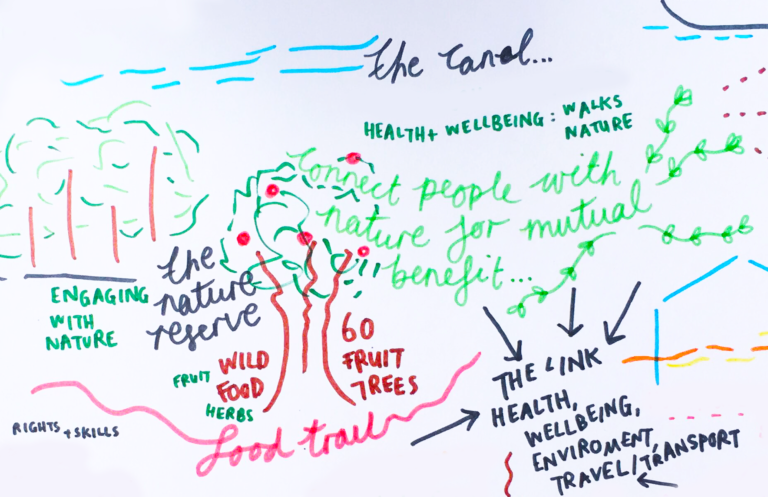 the canal...
HEALTH + WELLBEING: WALKS
NATURE
Connect people with
nature for mutual
benefit...
the
nature
reserve
ENGAGING
WITH
NATURE
FRUIT
WILD
FOOD
HERBS
60
FRUIT
TREES
food trail
RIGHTS + SKILLS
THE LINK
HEALTH,
WELLBEING,
ENVIROMENT,
TRAVEL/TRANSPORT